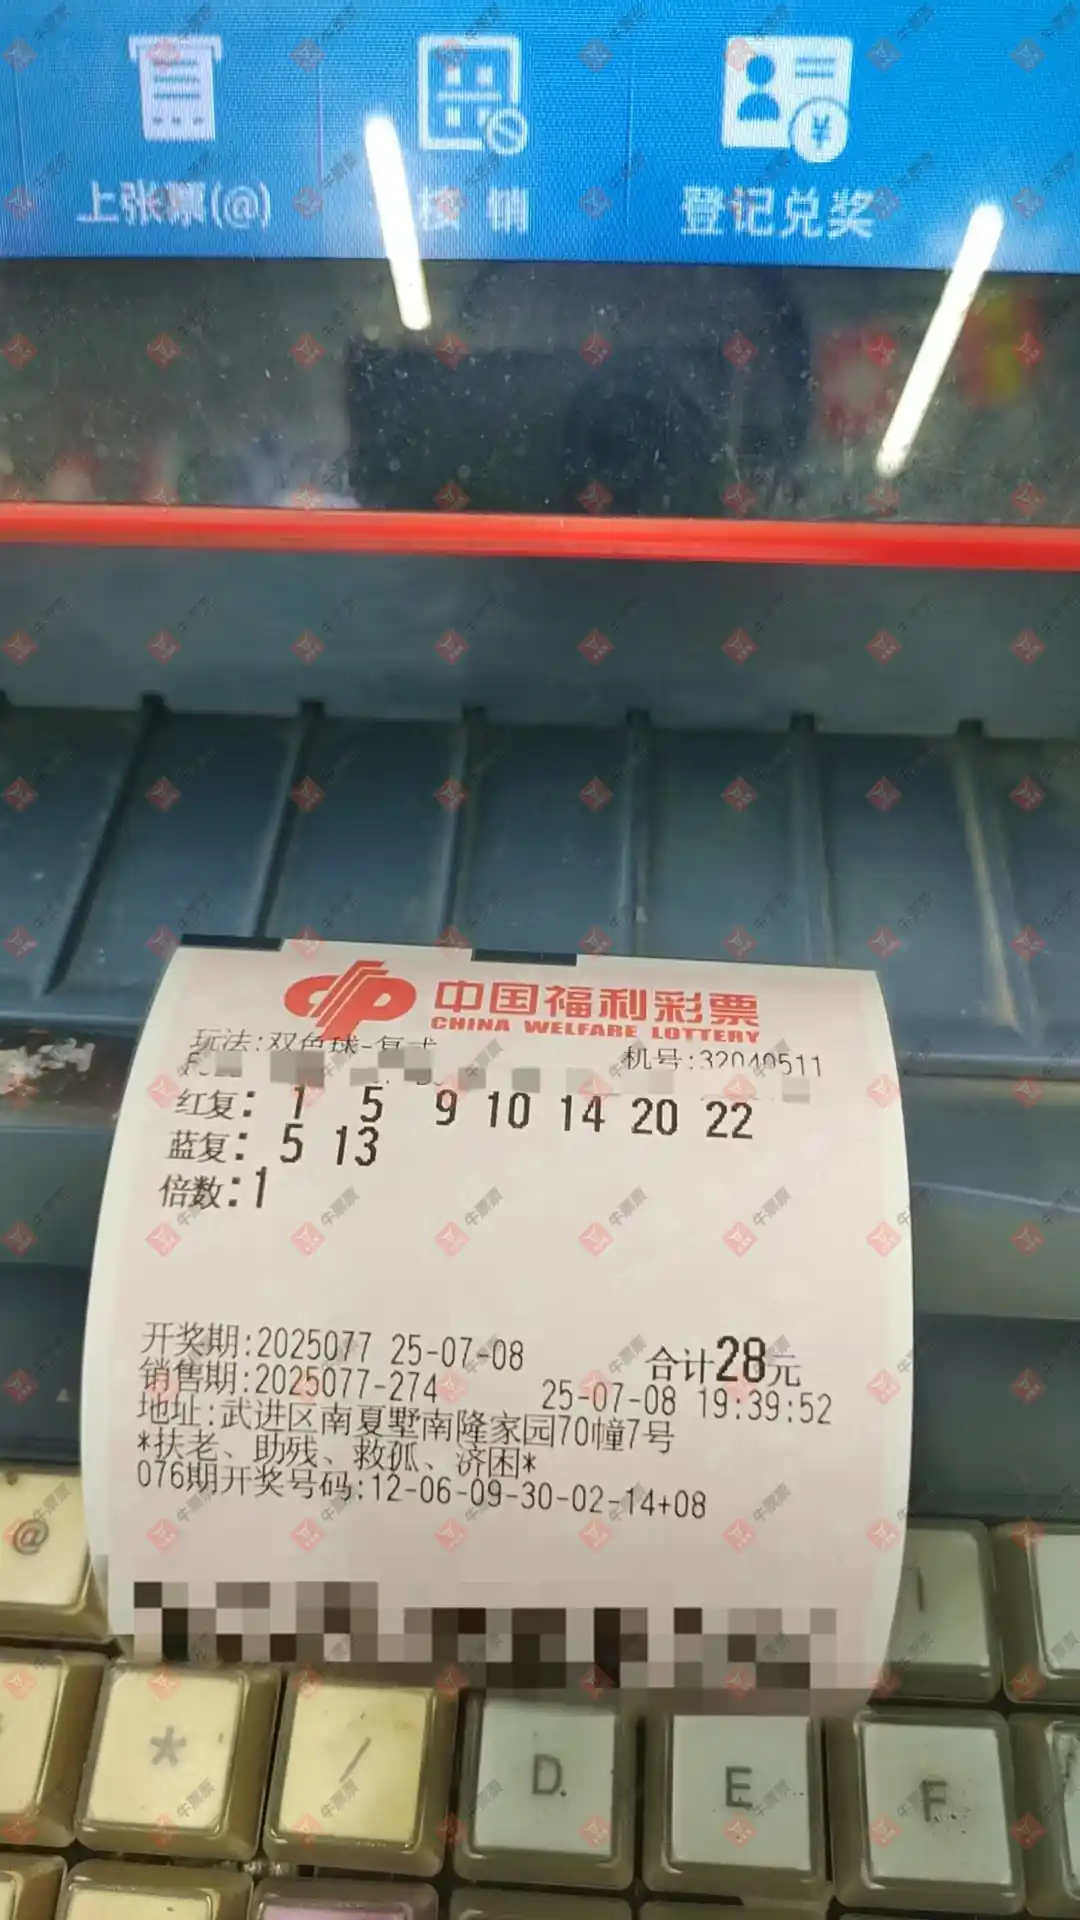 上张票(@)
按 销
登记兑奖
中国福利彩票
CHINA WELFARE LOTTERY
玩法:双色球-复式
机号:32040511
红复: 1 5 9 10 14 20 22
蓝复: 5 13
倍数:1
开奖期:2025077 25-07-08
合计28元
销售期:2025077-274 25-07-08 19:39:52
地址:武进区南夏墅南隆家园70幢7号
*扶老、助残、救孤、济困*
076期开奖号码:12-06-09-30-02-14+08
@
*
/
D.
E
F.
牛票票